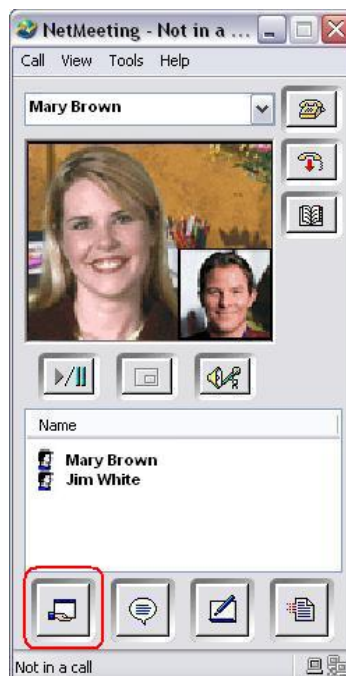 NetMeeting - Not in a ...
Call View Tools Help
Mary Brown
Name
Mary Brown
Jim White
Not in a call